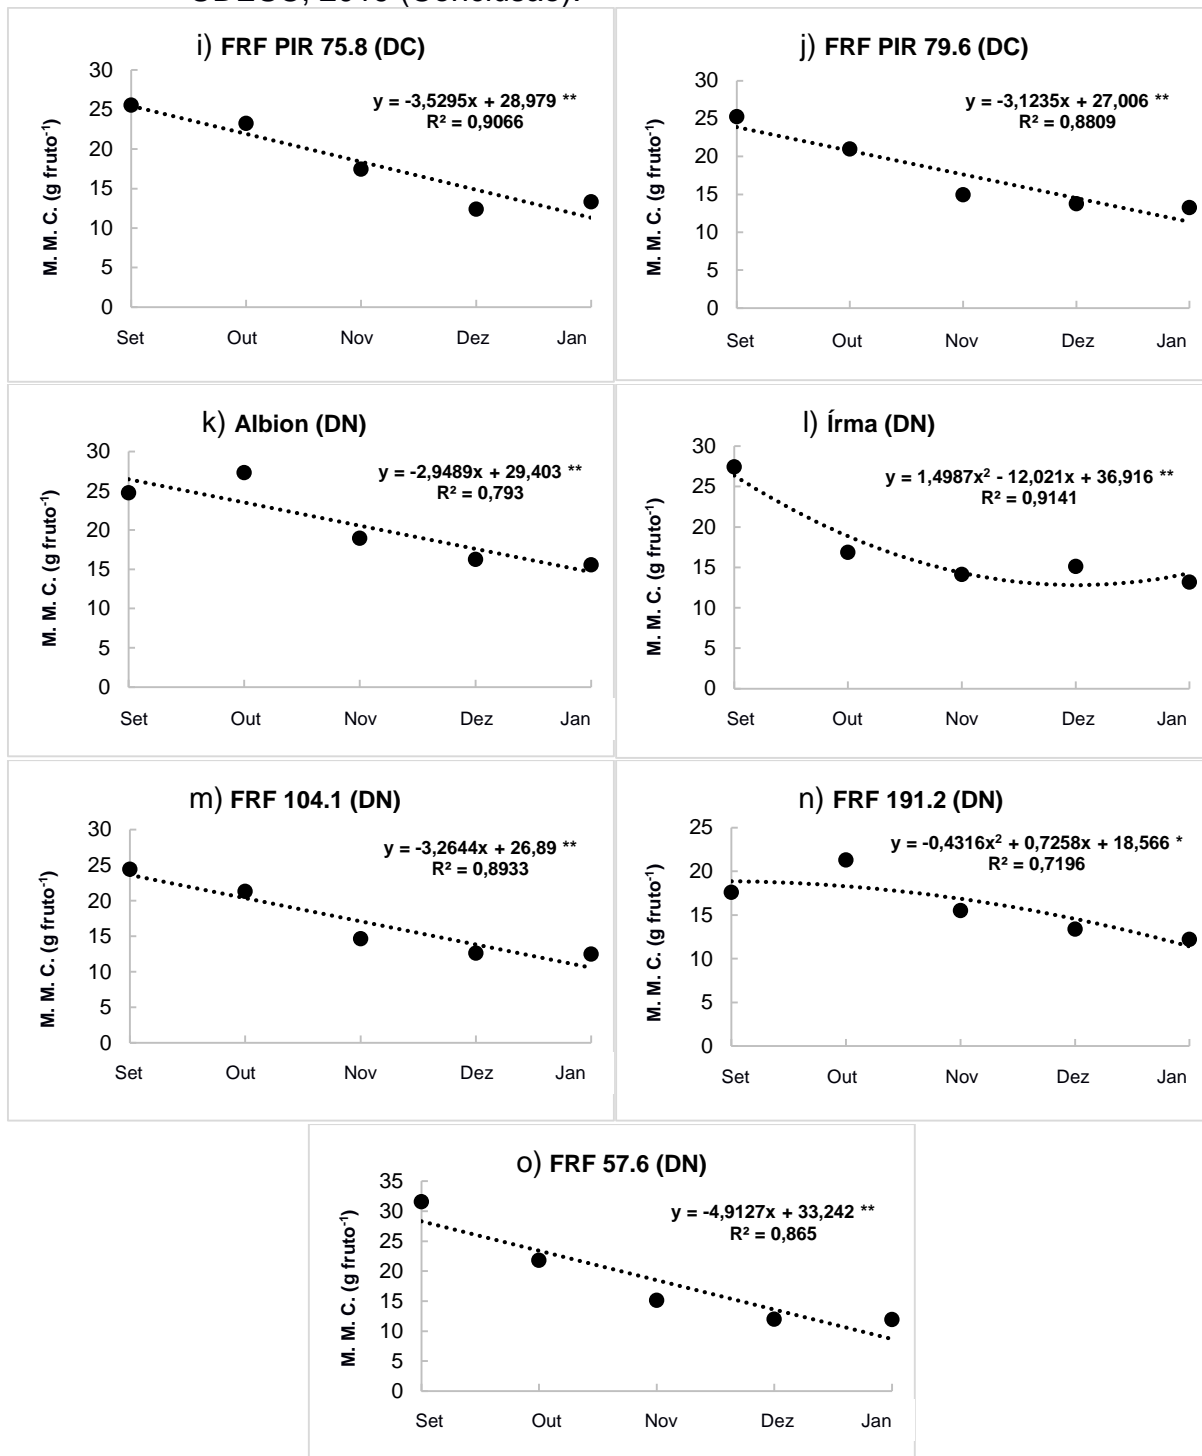 UDESC, 2019 (Conclusão).
i) FRF PIR 75.8 (DC)
y = -3,5295x + 28,979 **
R² = 0,9066
M. M. C. (g fruto⁻¹)
30
25
20
15
10
5
0
Set Out Nov Dez Jan
j) FRF PIR 79.6 (DC)
y = -3,1235x + 27,006 **
R² = 0,8809
M. M. C. (g fruto⁻¹)
30
25
20
15
10
5
0
Set Out Nov Dez Jan
k) Albion (DN)
y = -2,9489x + 29,403 **
R² = 0,793
M. M. C. (g fruto⁻¹)
30
25
20
15
10
5
0
Set Out Nov Dez Jan
l) Írma (DN)
y = 1,4987x² - 12,021x + 36,916 **
R² = 0,9141
M. M. C. (g fruto⁻¹)
30
25
20
15
10
5
0
Set Out Nov Dez Jan
m) FRF 104.1 (DN)
y = -3,2644x + 26,89 **
R² = 0,8933
M. M. C. (g fruto⁻¹)
30
25
20
15
10
5
0
Set Out Nov Dez Jan
n) FRF 191.2 (DN)
y = -0,4316x² + 0,7258x + 18,566 *
R² = 0,7196
M. M. C. (g fruto⁻¹)
25
20
15
10
5
0
Set Out Nov Dez Jan
o) FRF 57.6 (DN)
y = -4,9127x + 33,242 **
R² = 0,865
M. M. C. (g fruto⁻¹)
35
30
25
20
15
10
5
0
Set Out Nov Dez Jan